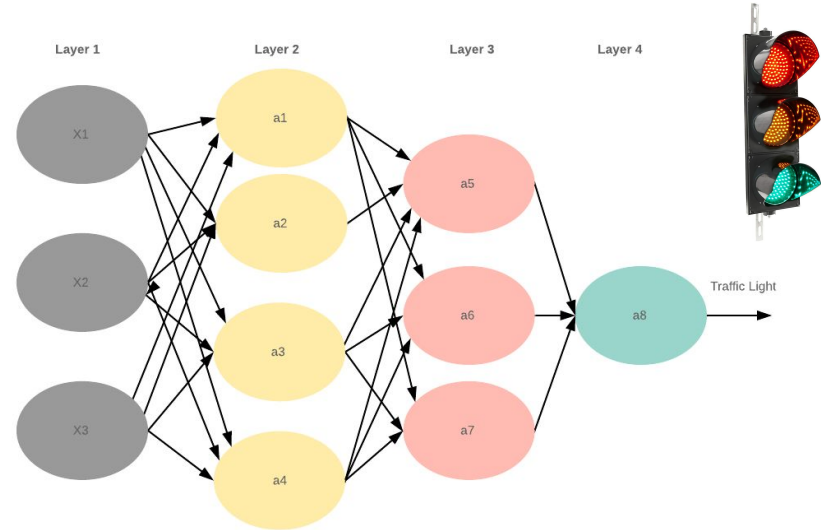 Layer 1
Layer 2
Layer 3
Layer 4
X1
X2
X3
a1
a2
a3
a4
a5
a6
a7
a8
Traffic Light